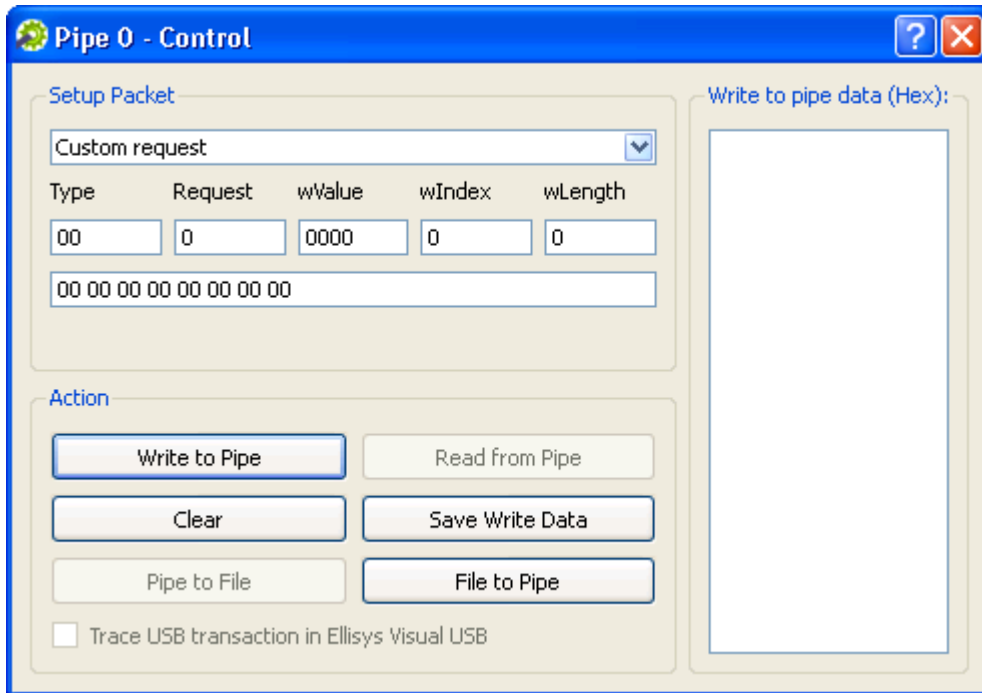 Pipe 0 - Control
Setup Packet
Write to pipe data (Hex):
Custom request
Type Request wValue wIndex wLength
00 0 0000 0 0
00 00 00 00 00 00 00 00
Action
Write to Pipe Read from Pipe
Clear Save Write Data
Pipe to File File to Pipe
Trace USB transaction in Ellisys Visual USB